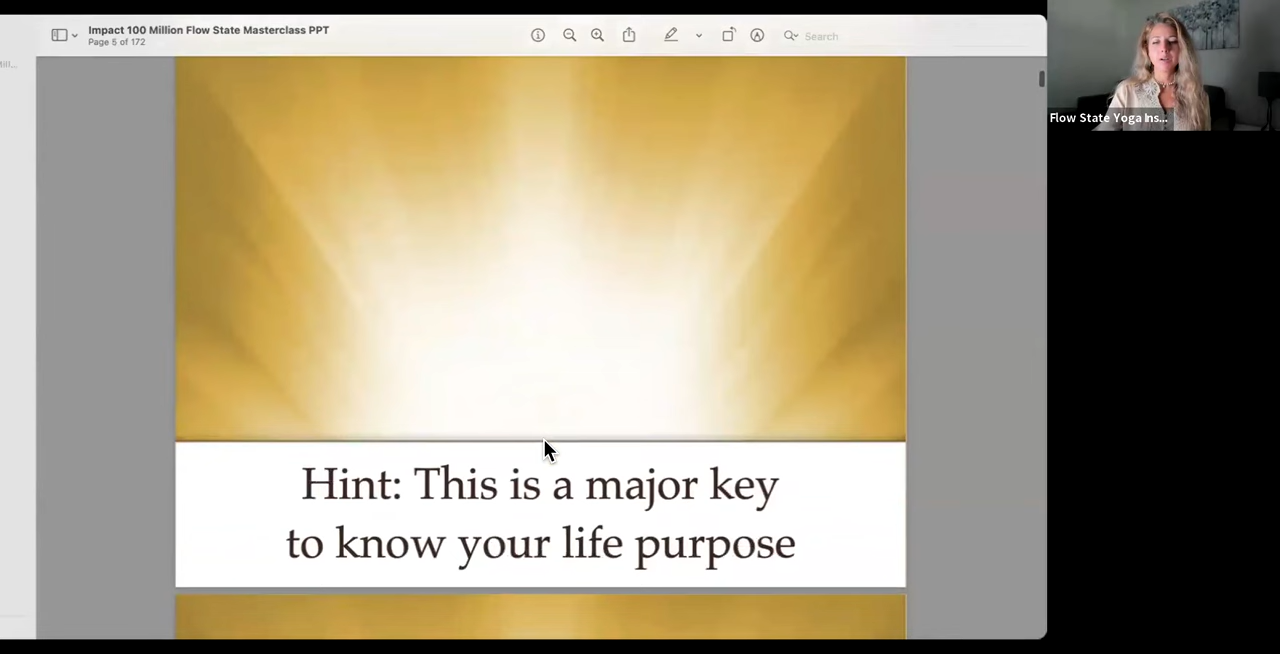 Impact 100 Million Flow State Masterclass PPT
Page 5 of 172
Search
Flow State Yoga Ins...
Hint: This is a major key
to know your life purpose